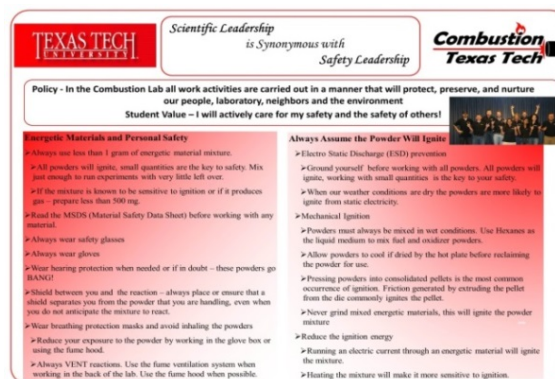 TEXAS TECH
UNIVERSITY
Scientific Leadership
is Synonymous with
Safety Leadership
Combustion
Texas Tech
Policy - In the Combustion Lab all work activities are carried out in a manner that will protect, preserve, and nurture
our people, laboratory, neighbors and the environment
Student Value – I will actively care for my safety and the safety of others!
Energetic Materials and Personal Safety
➢Always use less than 1 gram of energetic material mixture.
➢All powders will ignite, small quantities are the key to safety. Mix
just enough to run experiments with very little left over.
➢If the mixture is known to be sensitive to ignition or if it produces
gas – prepare less than 500 mg.
➢Read the MSDS (Material Safety Data Sheet) before working with any
material.
➢Always wear safety glasses
➢Always wear gloves
➢Wear hearing protection when needed or if in doubt – these powders go
BANG!
➢Shield between you and the reaction – always place or ensure that a
shield separates you from the powder that you are handling, even when
you do not anticipate the mixture to react.
➢Wear breathing protection masks and avoid inhaling the powders
➢Reduce your exposure to the powder by working in the glove box or
using the fume hood.
➢Always VENT reactions. Use the fume ventilation system when
working in the back of the lab. Use the fume hood when possible.
Always Assume the Powder Will Ignite
➢Electro Static Discharge (ESD) prevention
➢Ground yourself before working with all powders. All powders will
ignite, working with small quantities is the key to your safety.
➢When our weather conditions are dry the powders are more likely to
ignite from static electricity.
➢Mechanical Ignition
➢Powders must always be mixed in wet conditions. Use Hexanes as
the liquid medium to mix fuel and oxidizer powders.
➢Allow powders to cool if dried by the hot plate before reclaiming
the powder for use.
➢Pressing powders into consolidated pellets is the most common
occurrence of ignition. Friction generated by extruding the pellet
from the die commonly ignites the pellet.
➢Never grind mixed energetic materials, this will ignite the powder
mixture
➢Reduce the ignition energy
➢Running an electric current through an energetic material will ignite
the mixture.
➢Heating the mixture will make it more sensitive to ignition.